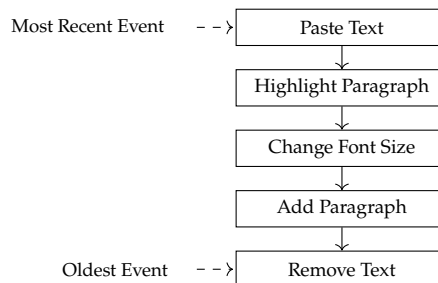 Most Recent Event Paste Text
Highlight Paragraph
Change Font Size
Add Paragraph
Oldest Event Remove Text